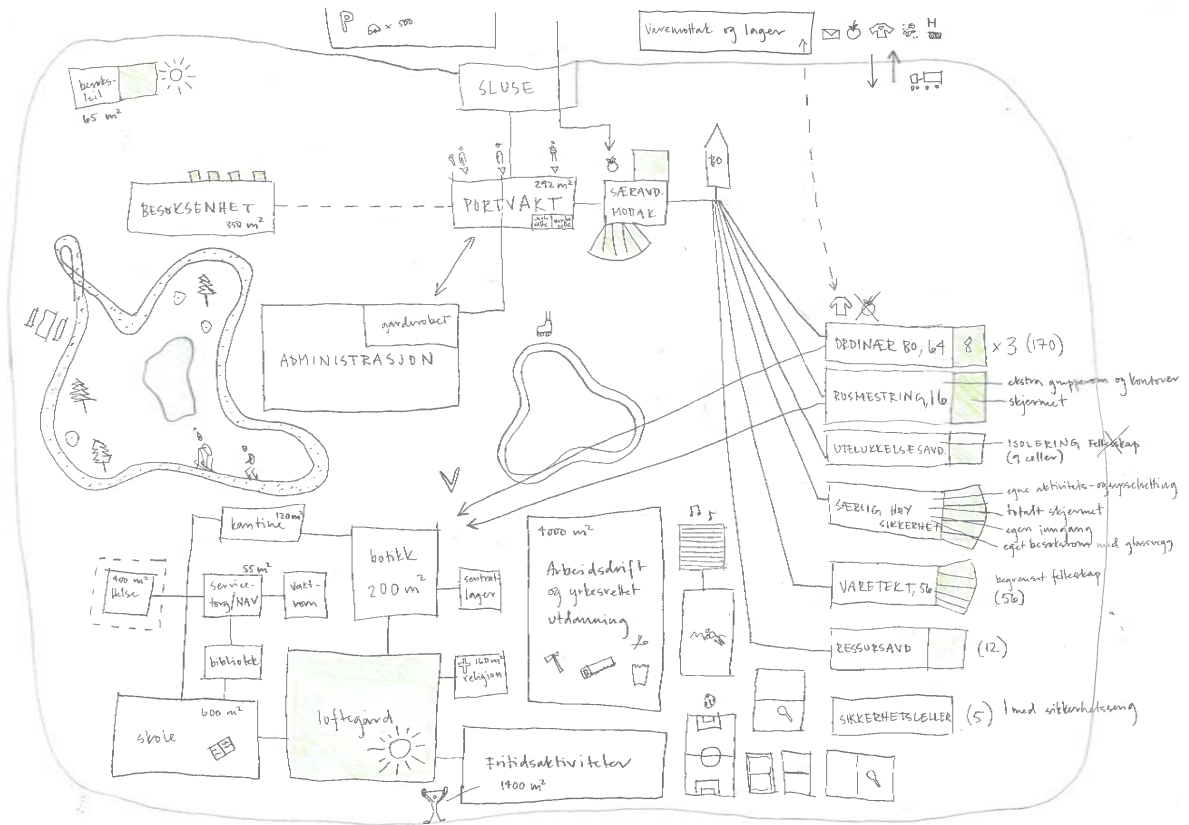 P x 500
Varemottak og lager
H
besøks-
leil
65 m²
SLUSE
BO
BESØKSENHET
350 m²
292 m²
PORTVAKT
SÆRAVD.
MOTTAK
garderober
ADMINISTRASJON
ORDINÆR BO, 64 8 x 3 (170)
RUSMESTRING, 16
ekstra grupperom og kontorer
skjermet
UTELUKKELSESAVD.
ISOLERING Fellesskap
(9 celler)
SÆRLIG HØY
SIKKERHET
egne aktivitets- og sysselsetting
totalt skjermet
egen inngang
eget besøksrom med glassvegg
VARETEKT, 56
begrenset fellesskap
(56)
RESSURSAVD (12)
SIKKERHETSCELLER (5) 1 med sikkerhetsseng
kantine 120 m²
butikk
200 m²
400 m²
Helse
55 m²
service-
torg/NAV
vakt-
rom
sentral-
lager
bibliotek
160 m²
religion
600 m²
skole
luftegård
Fritidsaktiviteter
1400 m²
4000 m²
Arbeidsdrift
og yrkesrettet
utdanning